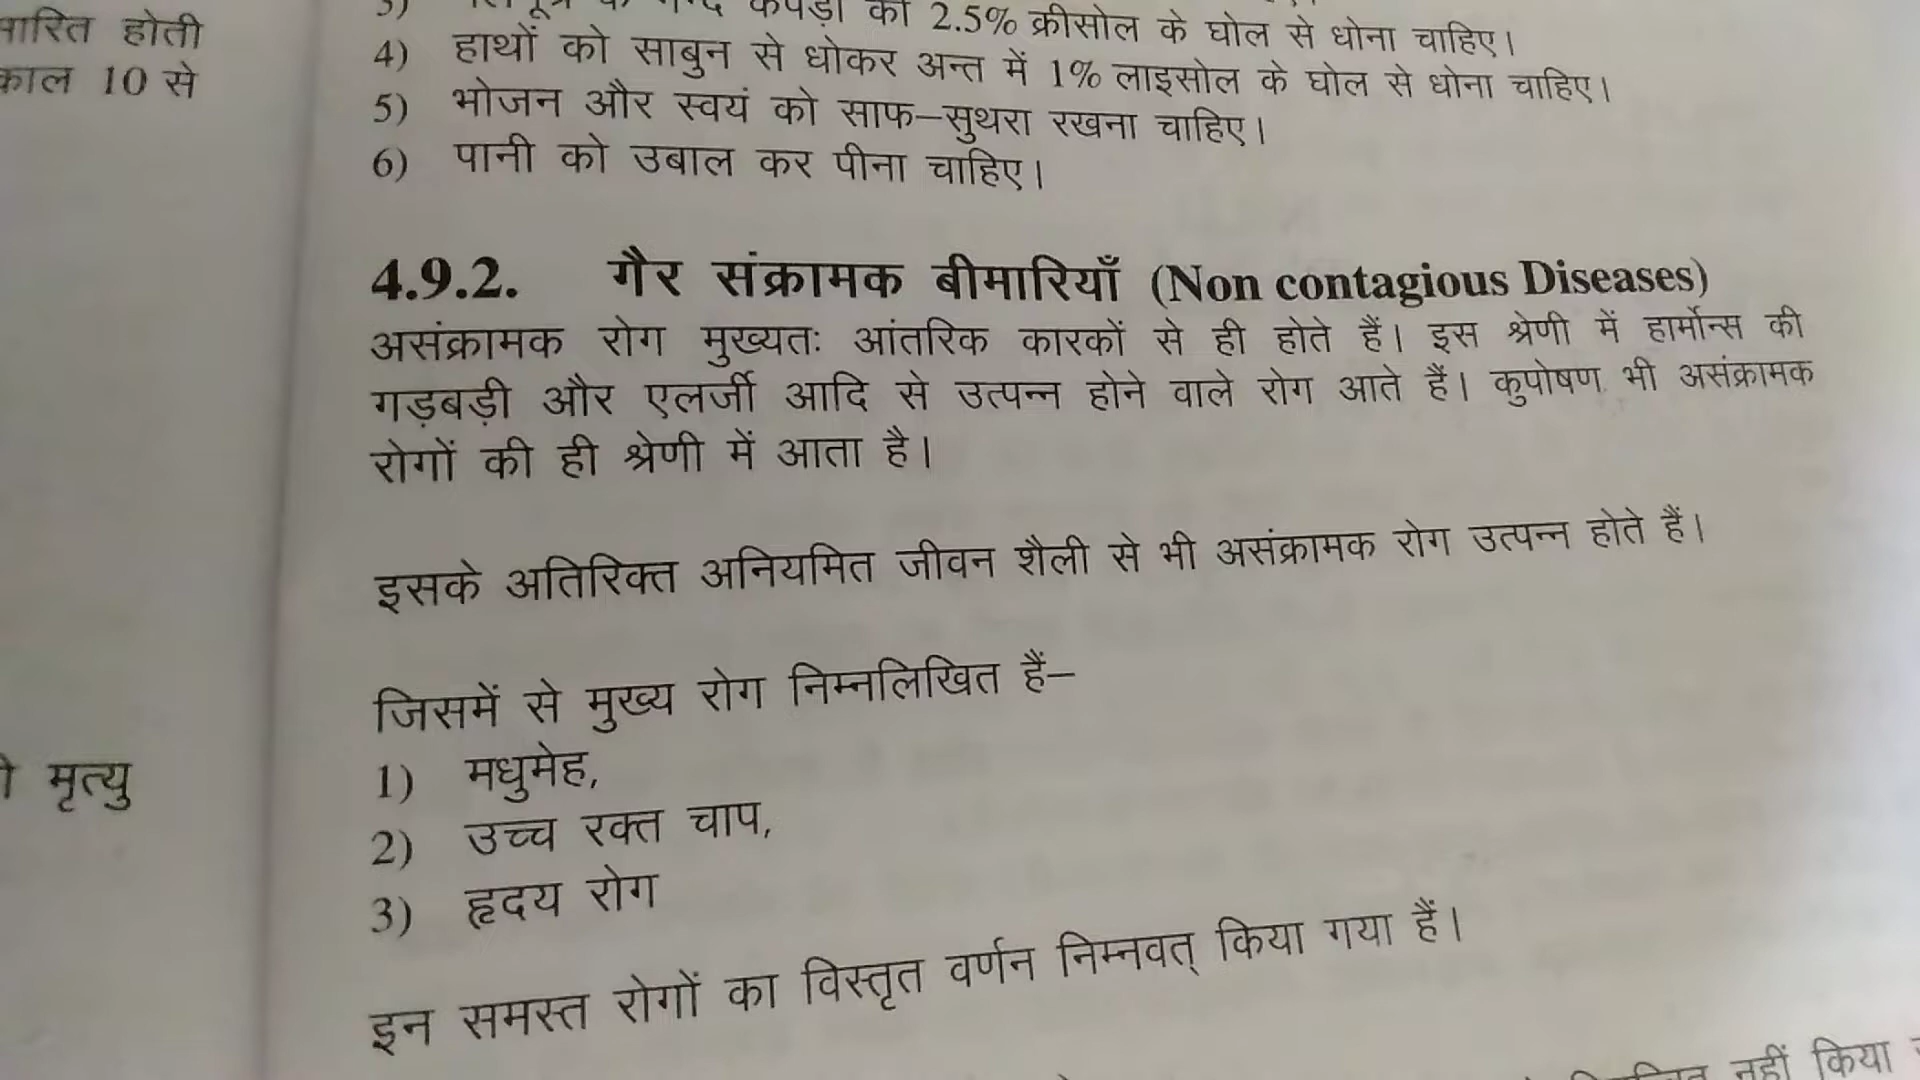 नारित होती
काल 10 से
मृत्यु
3) के गन्दे कपड़ों को 2.5% क्रीसोल के घोल से धोना चाहिए।
4) हाथों को साबुन से धोकर अन्त में 1% लाइसोल के घोल से धोना चाहिए।
5) भोजन और स्वयं को साफ–सुथरा रखना चाहिए।
6) पानी को उबाल कर पीना चाहिए।
4.9.2. गैर संक्रामक बीमारियाँ (Non contagious Diseases)
असंक्रामक रोग मुख्यतः आंतरिक कारकों से ही होते हैं। इस श्रेणी में हार्मोन्स की
गड़बड़ी और एलर्जी आदि से उत्पन्न होने वाले रोग आते हैं। कुपोषण भी असंक्रामक
रोगों की ही श्रेणी में आता है।
इसके अतिरिक्त अनियमित जीवन शैली से भी असंक्रामक रोग उत्पन्न होते हैं।
जिसमें से मुख्य रोग निम्नलिखित हैं–
1) मधुमेह,
2) उच्च रक्त चाप,
3) हृदय रोग
इन समस्त रोगों का विस्तृत वर्णन निम्नवत् किया गया हैं।
नहीं किया